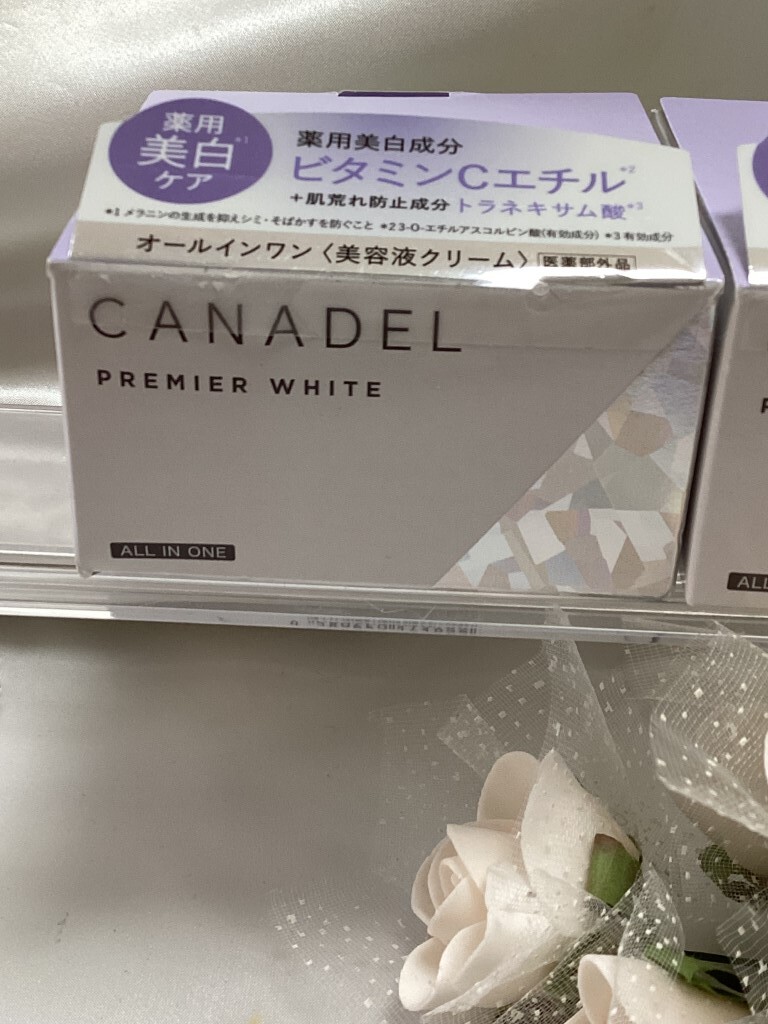 薬用
美白*1
ケア
薬用美白成分
ビタミンCエチル*2
+肌荒れ防止成分トラネキサム酸*3
*1 メラニンの生成を抑えシミ・そばかすを防ぐこと *2 3-O-エチルアスコルビン酸(有効成分) *3 有効成分
オールインワン〈美容液クリーム〉 医薬部外品
CANADEL
PREMIER WHITE
ALL IN ONE
ALL